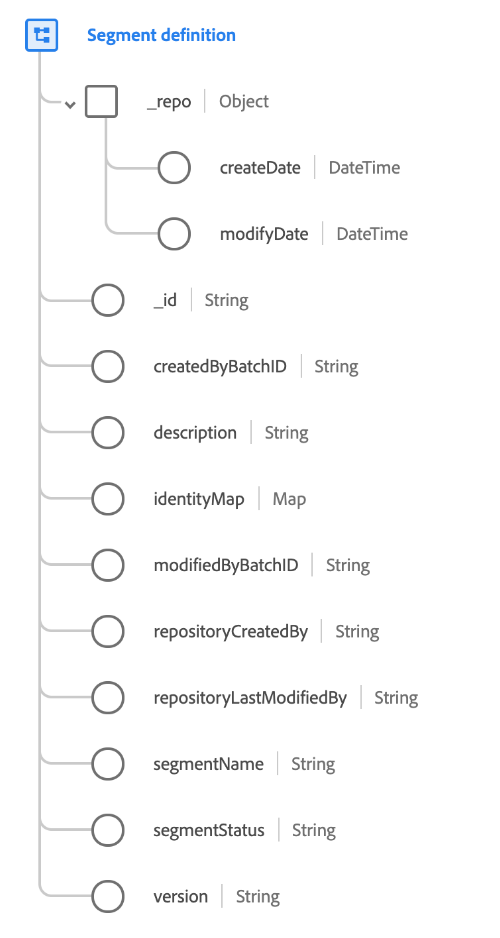 Segment definition
_repo | Object
createDate | DateTime
modifyDate | DateTime
_id | String
createdByBatchID | String
description | String
identityMap | Map
modifiedByBatchID | String
repositoryCreatedBy | String
repositoryLastModifiedBy | String
segmentName | String
segmentStatus | String
version | String